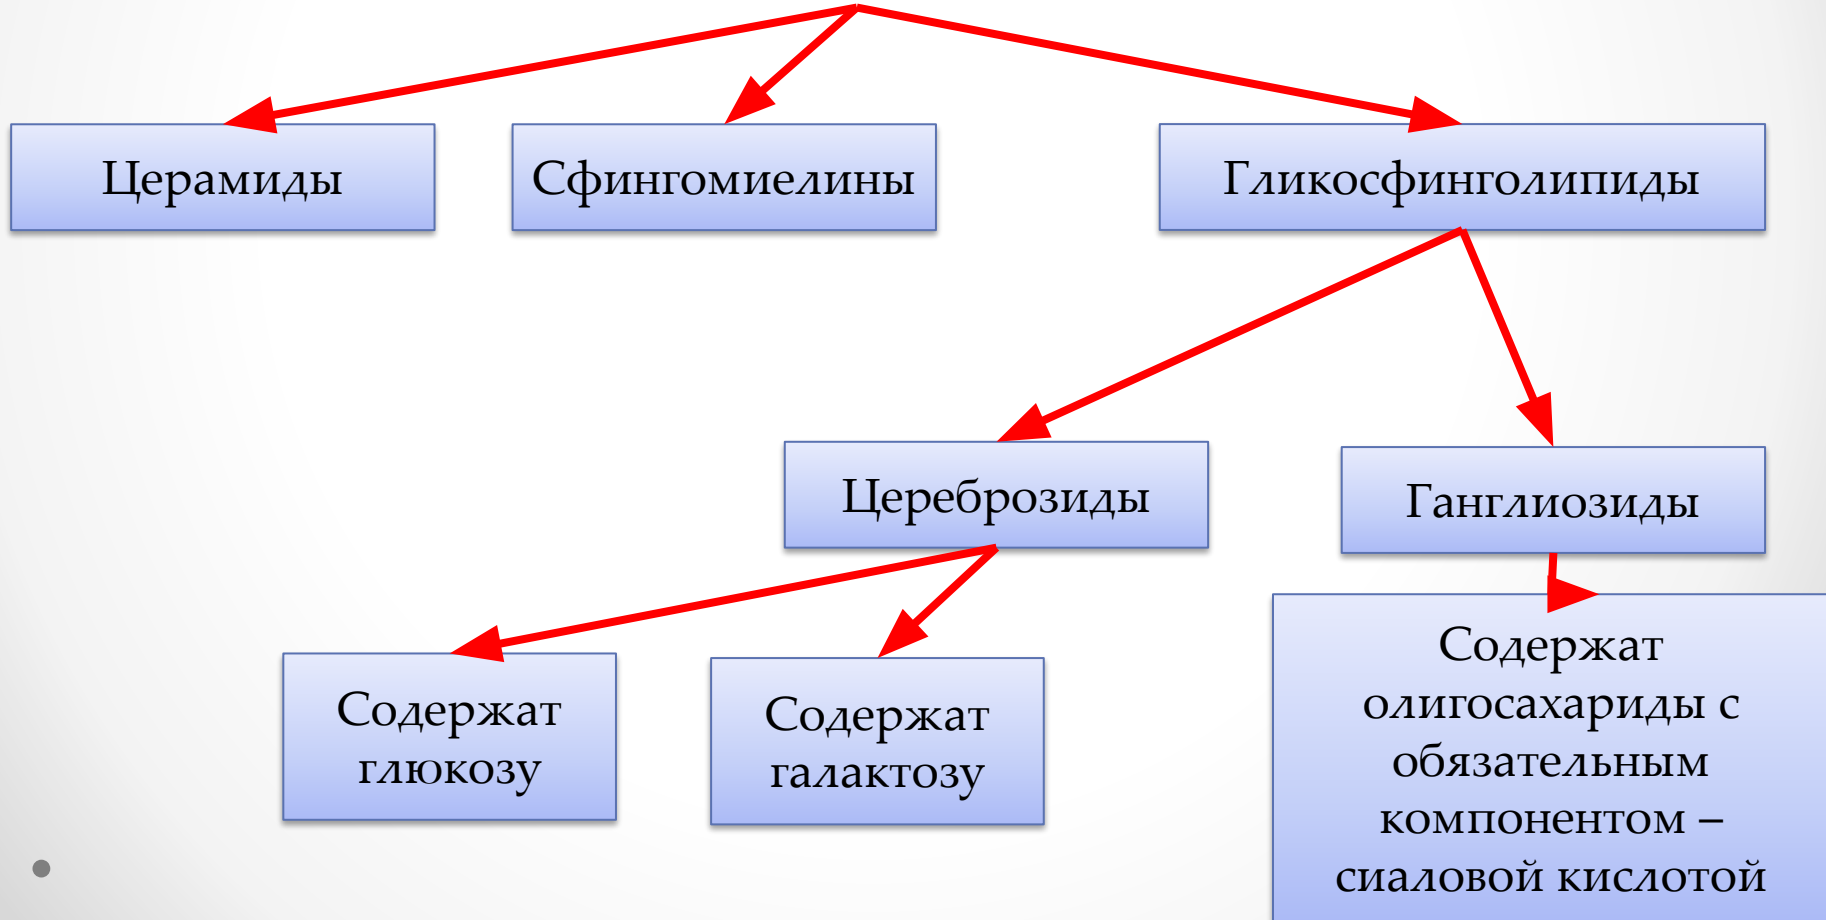 Церамиды
Сфингомиелины
Гликосфинголипиды
Цереброзиды
Ганглиозиды
Содержат
глюкозу
Содержат
галактозу
Содержат
олигосахариды с
обязательным
компонентом –
сиаловой кислотой